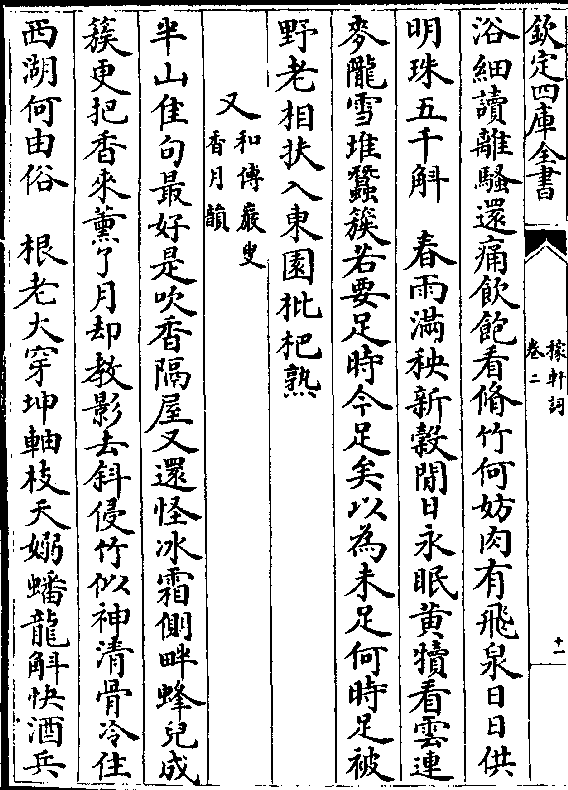 欽定四庫全書
稼軒詞
卷二
十一
浴細讀離騷還痛飲飽看脩竹何妨肉有飛泉日日供
明珠五千斛　春雨滿秧新穀閒日永眠黄犢看雲連
麥隴雪堆蠶簇若要足時今足矣以為未足何時足被
野老相扶入東園枇杷熟
又和傅巖叟
香月韻
半山佳句最好是吹香隔屋又還怪冰霜側畔蜂兒成
簇更把香來薰了月却教影去斜侵竹似神清骨冷住
西湖何由俗　根老大穿坤軸枝夭嫋蟠龍斛快酒兵